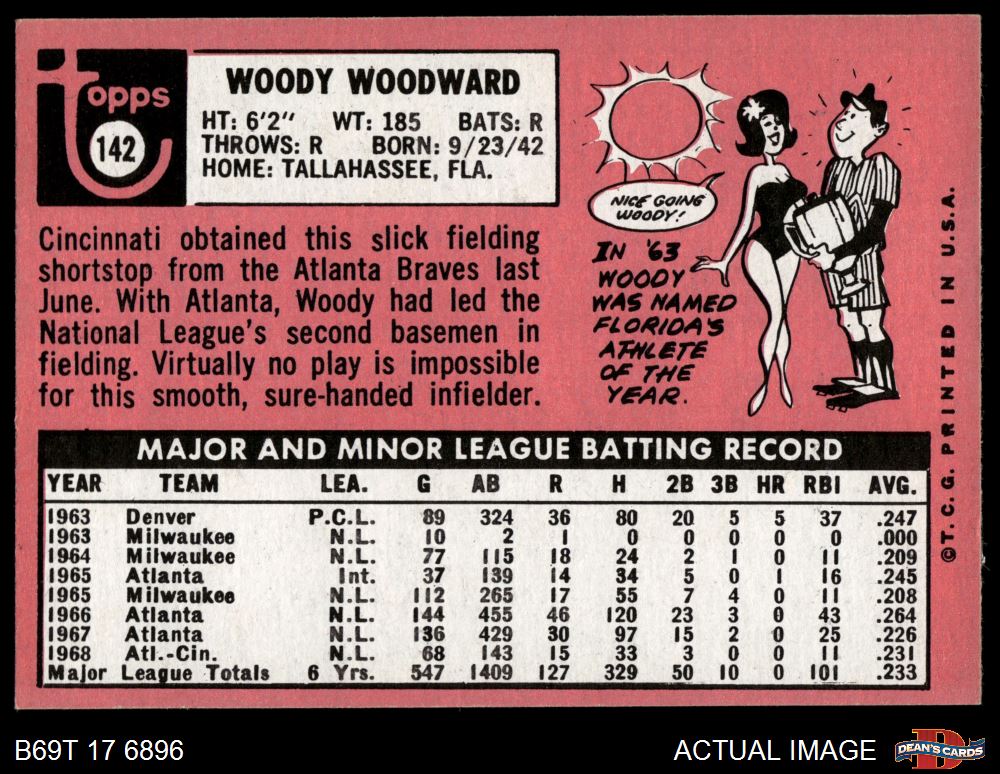 Topps
142
WOODY WOODWARD
HT: 6'2" WT: 185 BATS: R
THROWS: R BORN: 9/23/42
HOME: TALLAHASSEE, FLA.
Cincinnati obtained this slick fielding
shortstop from the Atlanta Braves last
June. With Atlanta, Woody had led the
National League's second basemen in
fielding. Virtually no play is impossible
for this smooth, sure-handed infielder.
NICE GOING
WOODY!
IN '63
WOODY
WAS NAMED
FLORIDA'S
ATHLETE
OF THE
YEAR.
MAJOR AND MINOR LEAGUE BATTING RECORD
YEAR TEAM LEA. G AB R H 2B 3B HR RBI AVG.
1963 Denver P.C.L. 89 324 36 80 20 5 5 37 .247
1963 Milwaukee N.L. 10 2 1 0 0 0 0 0 .000
1964 Milwaukee N.L. 77 115 18 24 2 1 0 11 .209
1965 Atlanta Int. 37 139 14 34 5 0 1 16 .245
1965 Milwaukee N.L. 112 265 17 55 7 4 0 11 .208
1966 Atlanta N.L. 144 455 46 120 23 3 0 43 .264
1967 Atlanta N.L. 136 429 30 97 15 2 0 25 .226
1968 Atl.-Cin. N.L. 68 143 15 33 3 0 0 11 .231
Major League Totals 6 Yrs. 547 1409 127 329 50 10 0 101 .233
©T.C.G. PRINTED IN U.S.A.
B69T 17 6896
ACTUAL IMAGE
DEAN'S CARDS